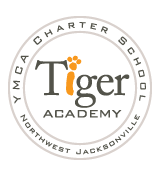 YMCA CHARTER SCHOOL
Tiger
ACADEMY
NORTHWEST JACKSONVILLE